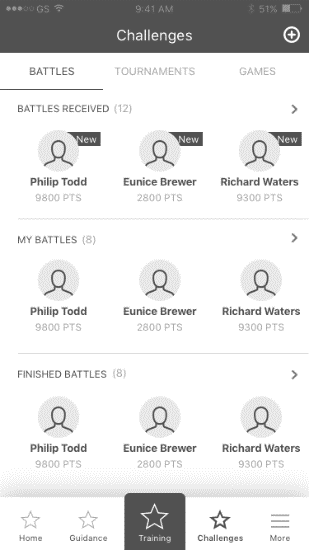 GS 9:41 AM 51%
Challenges
BATTLES TOURNAMENTS GAMES
BATTLES RECEIVED (12)
New New New
Philip Todd Eunice Brewer Richard Waters
9800 PTS 2800 PTS 9300 PTS
MY BATTLES (8)
Philip Todd Eunice Brewer Richard Waters
9800 PTS 2800 PTS 9300 PTS
FINISHED BATTLES (8)
Philip Todd Eunice Brewer Richard Waters
9800 PTS 2800 PTS 9300 PTS
Home Guidance Training Challenges More